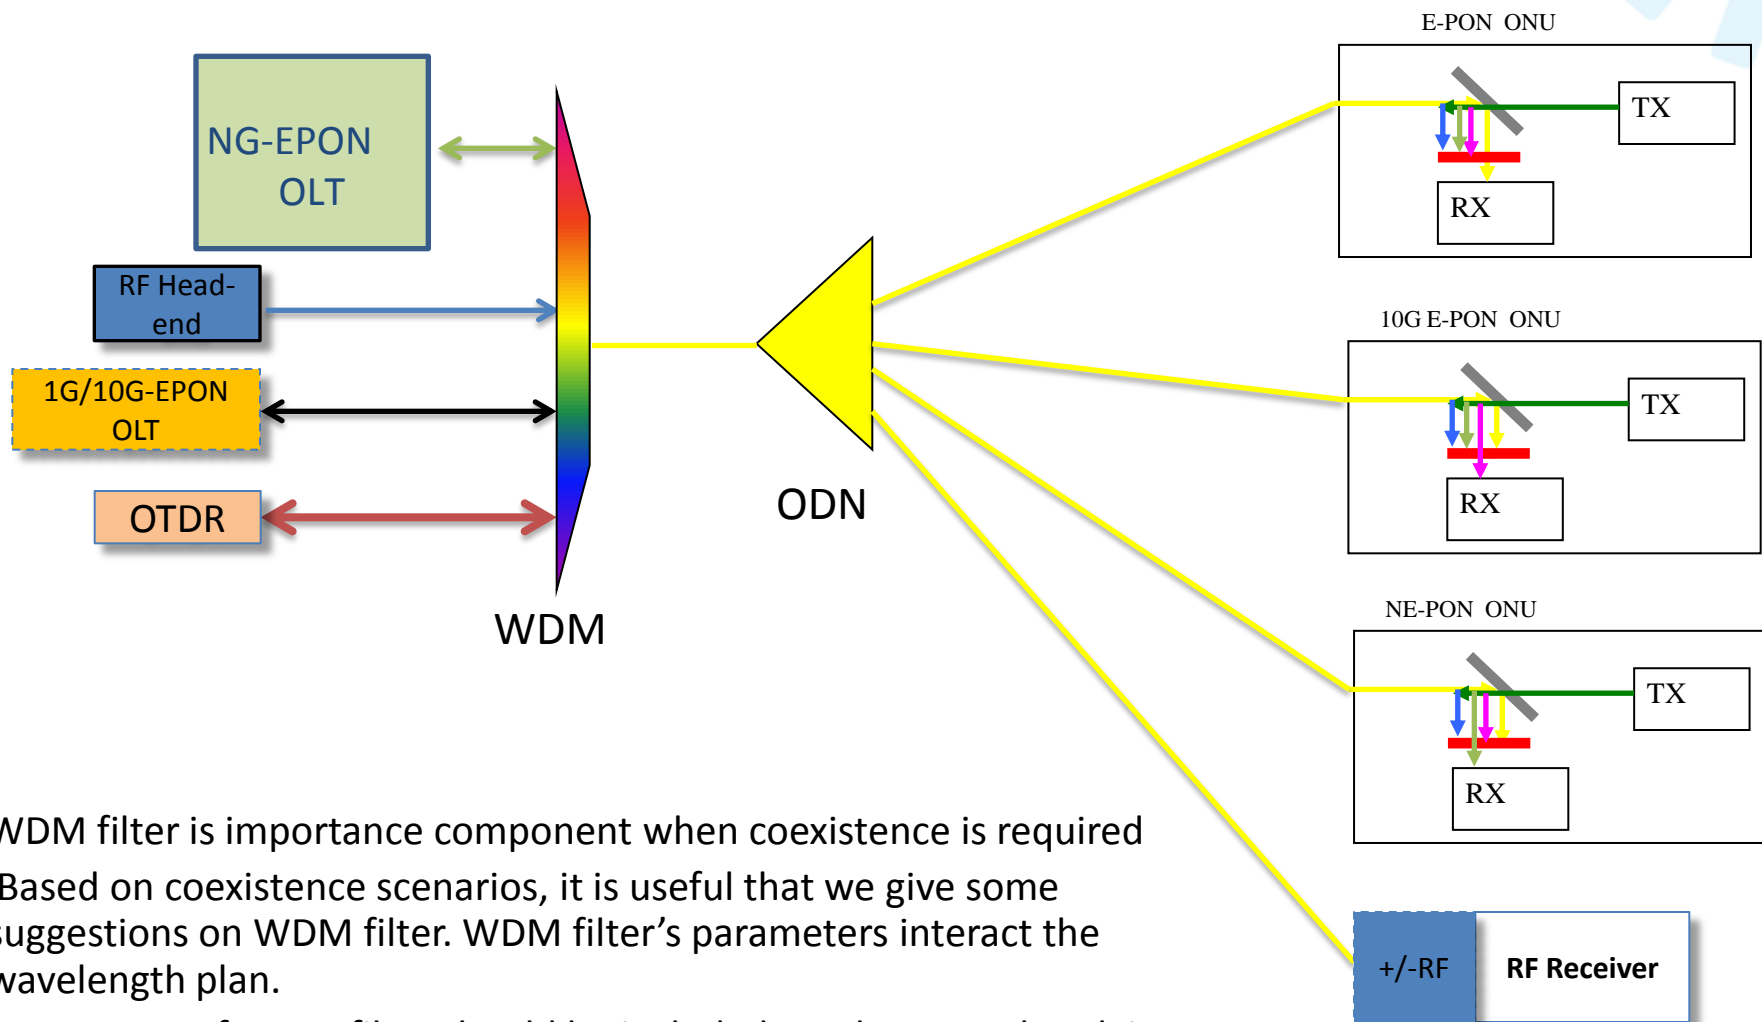 E-PON ONU
TX
RX
NG-EPON
OLT
RF Head-
end
1G/10G-EPON
OLT
OTDR
WDM
ODN
10G E-PON ONU
TX
RX
NE-PON ONU
TX
RX
+/-RF
RF Receiver
WDM filter is importance component when coexistence is required
Based on coexistence scenarios, it is useful that we give some
suggestions on WDM filter. WDM filter's parameters interact the
wavelength plan.